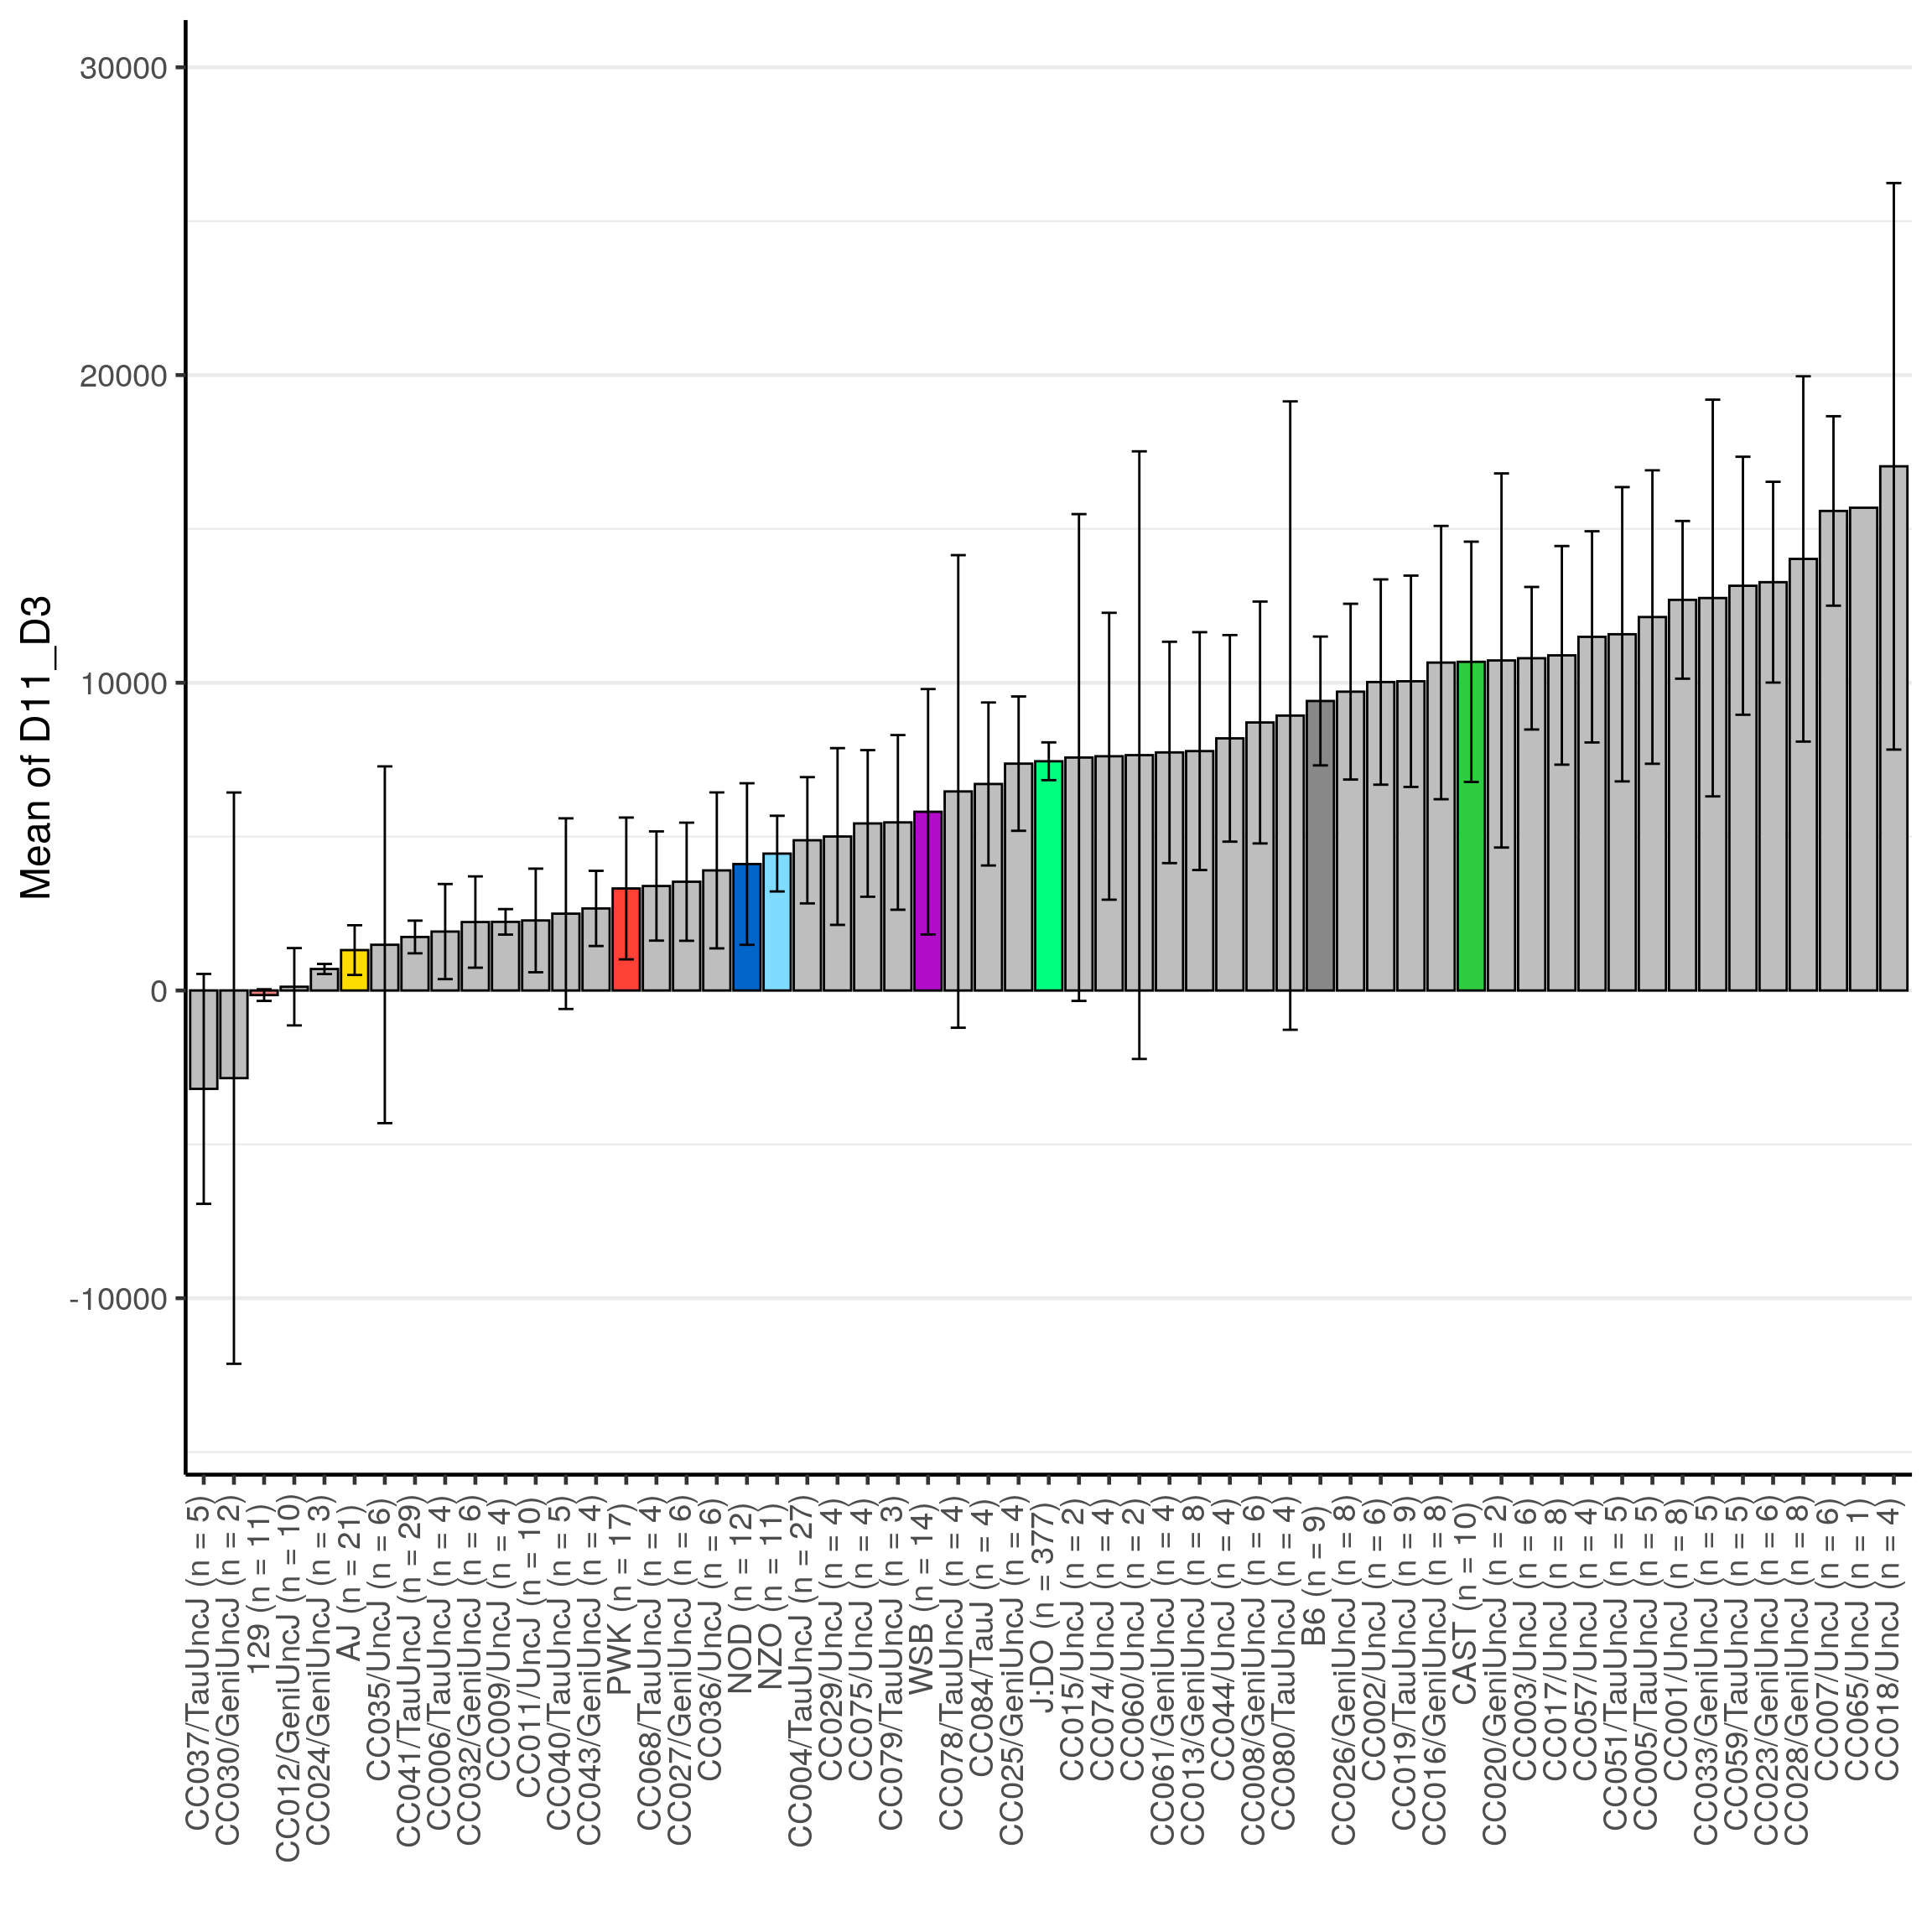 Mean of D11_D3
30000
20000
10000
0
-10000
CC037/TauUncJ (n = 5)
CC030/GeniUncJ (n = 2)
129 (n = 11)
CC012/GeniUncJ (n = 10)
CC024/GeniUncJ (n = 3)
AJ (n = 21)
CC035/UncJ (n = 6)
CC041/TauUncJ (n = 29)
CC006/TauUncJ (n = 4)
CC032/GeniUncJ (n = 6)
CC009/UncJ (n = 4)
CC011/UncJ (n = 10)
CC040/TauUncJ (n = 5)
CC043/GeniUncJ (n = 4)
PWK (n = 17)
CC068/TauUncJ (n = 4)
CC027/GeniUncJ (n = 6)
CC036/UncJ (n = 6)
NOD (n = 12)
NZO (n = 11)
CC004/TauUncJ (n = 27)
CC029/UncJ (n = 4)
CC075/UncJ (n = 4)
CC079/TauUncJ (n = 3)
WSB (n = 14)
CC078/TauUncJ (n = 4)
CC084/TauJ (n = 4)
CC025/GeniUncJ (n = 4)
J:DO (n = 377)
CC015/UncJ (n = 2)
CC074/UncJ (n = 4)
CC060/UncJ (n = 2)
CC061/GeniUncJ (n = 4)
CC013/GeniUncJ (n = 8)
CC044/UncJ (n = 4)
CC008/GeniUncJ (n = 6)
CC080/TauUncJ (n = 4)
B6 (n = 9)
CC026/GeniUncJ (n = 8)
CC002/UncJ (n = 6)
CC019/TauUncJ (n = 9)
CC016/GeniUncJ (n = 8)
CAST (n = 10)
CC020/GeniUncJ (n = 2)
CC003/UncJ (n = 6)
CC017/UncJ (n = 8)
CC057/UncJ (n = 4)
CC051/TauUncJ (n = 5)
CC005/TauUncJ (n = 5)
CC001/UncJ (n = 8)
CC033/GeniUncJ (n = 5)
CC059/TauUncJ (n = 5)
CC023/GeniUncJ (n = 6)
CC028/GeniUncJ (n = 8)
CC007/UncJ (n = 6)
CC065/UncJ (n = 1)
CC018/UncJ (n = 4)